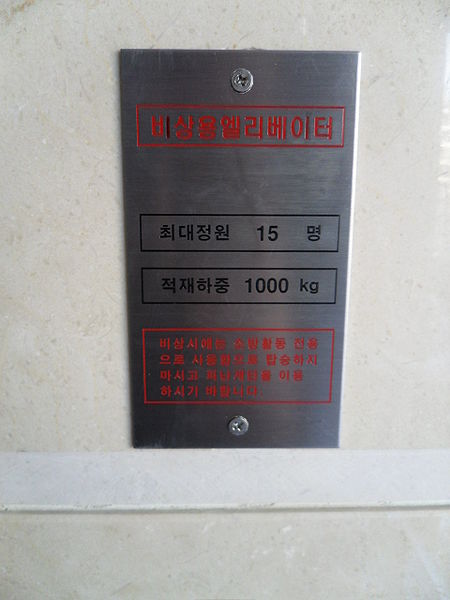 비상용엘리베이터
최대정원 15 명
적재하중 1000 kg
비상시에는 소방활동 전용
으로 사용됨으로 탑승하지
마시고 피난계단을 이용
하시기 바랍니다.